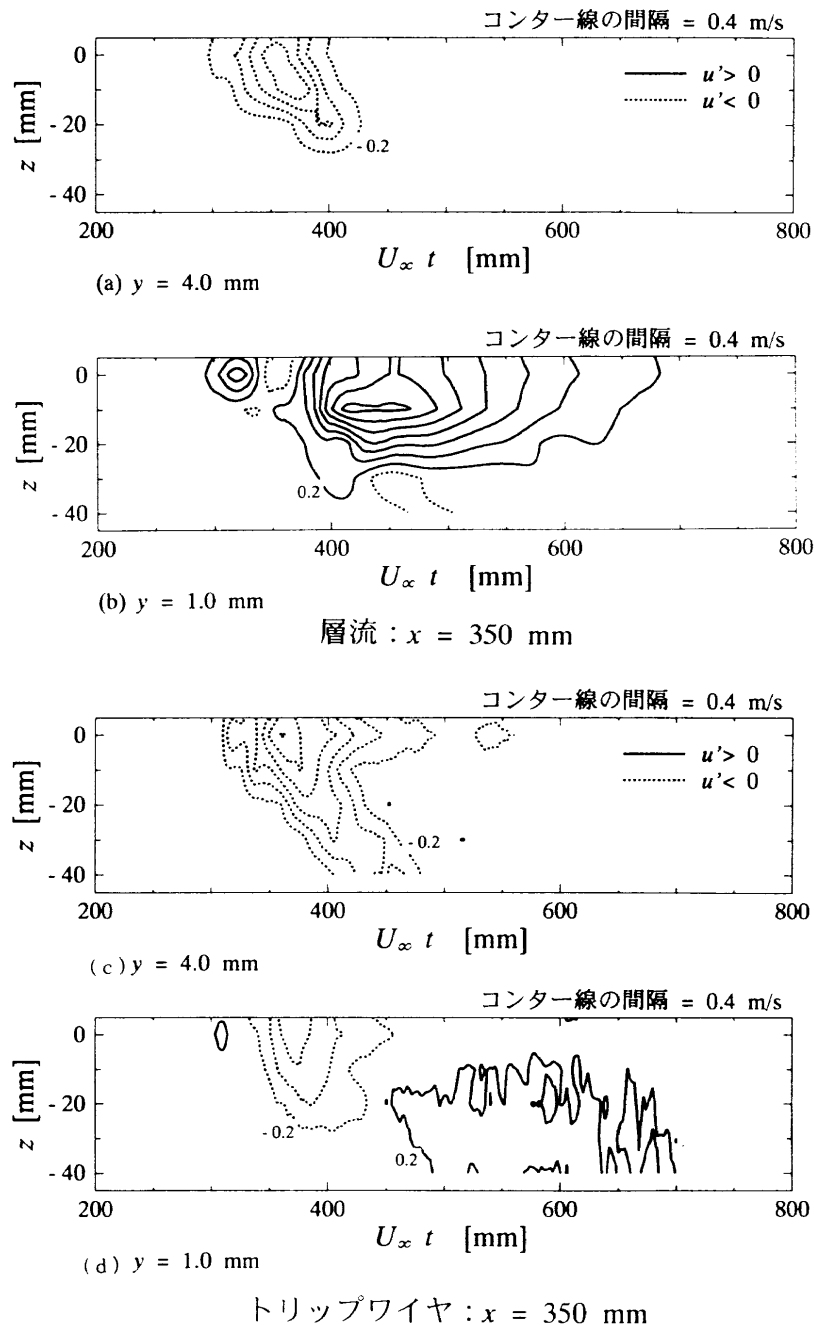 コンター線の間隔 = 0.4 m/s
u'> 0
u'< 0
z [mm]
0
- 20
- 40
- 0.2
200
400
600
800
U∞ t [mm]
(a) y = 4.0 mm
コンター線の間隔 = 0.4 m/s
z [mm]
0
- 20
- 40
0.2
200
400
600
800
U∞ t [mm]
(b) y = 1.0 mm
層流 : x = 350 mm
コンター線の間隔 = 0.4 m/s
u'> 0
u'< 0
z [mm]
0
- 20
- 40
- 0.2
200
400
600
800
U∞ t [mm]
(c) y = 4.0 mm
コンター線の間隔 = 0.4 m/s
z [mm]
0
- 20
- 40
- 0.2
0.2
200
400
600
800
U∞ t [mm]
(d) y = 1.0 mm
トリップワイヤ : x = 350 mm